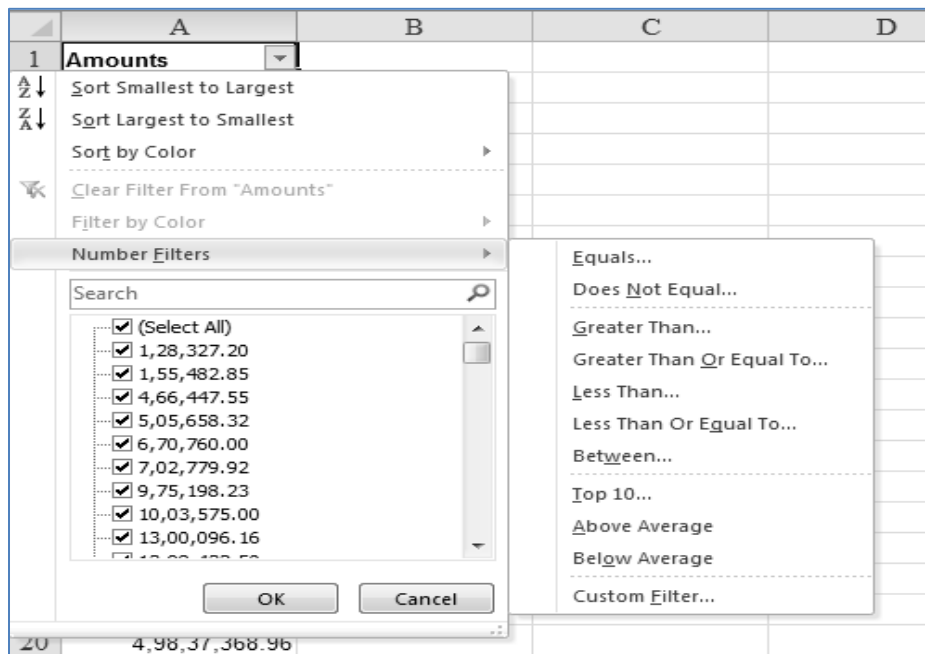 A B C D
1 Amounts
Sort Smallest to Largest
Sort Largest to Smallest
Sort by Color
Clear Filter From "Amounts"
Filter by Color
Number Filters
Search
(Select All)
1,28,327.20
1,55,482.85
4,66,447.55
5,05,658.32
6,70,760.00
7,02,779.92
9,75,198.23
10,03,575.00
13,00,096.16
OK Cancel
Equals...
Does Not Equal...
Greater Than...
Greater Than Or Equal To...
Less Than...
Less Than Or Equal To...
Between...
Top 10...
Above Average
Below Average
Custom Filter...
20 4,98,37,368.96